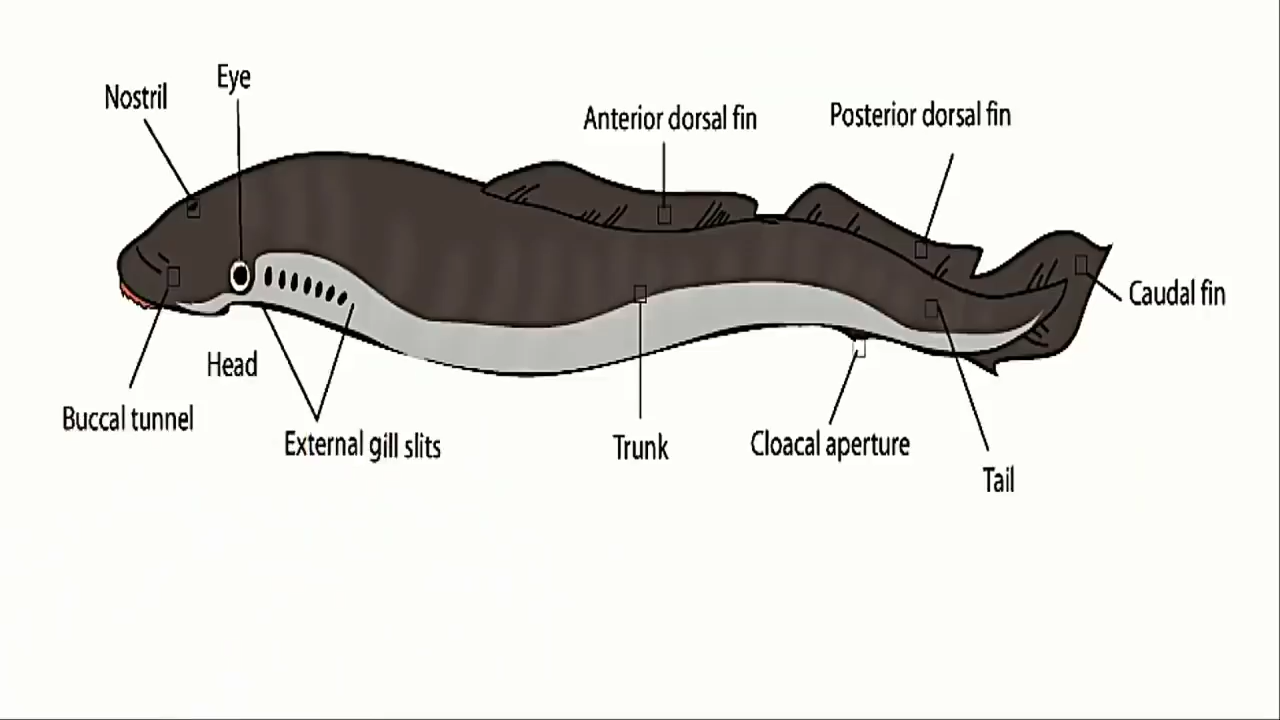 Eye
Nostril
Anterior dorsal fin
Posterior dorsal fin
Caudal fin
Head
Buccal tunnel
External gill slits
Trunk
Cloacal aperture
Tail